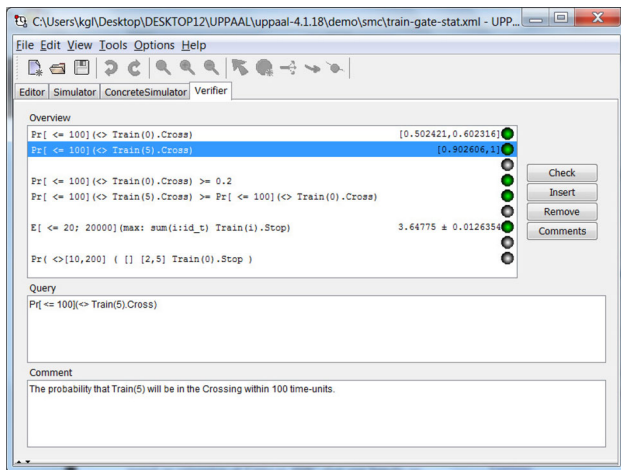 C:\Users\kgl\Desktop\DESKTOP12\UPPAAL\uppaal-4.1.18\demo\smc\train-gate-stat.xml - UPP...
File Edit View Tools Options Help
Editor Simulator ConcreteSimulator Verifier
Overview
Pr[ <= 100](<> Train(0).Cross) [0.502421,0.602316]
Pr[ <= 100](<> Train(5).Cross) [0.902606,1]
Pr[ <= 100](<> Train(0).Cross) >= 0.2
Pr[ <= 100](<> Train(5).Cross) >= Pr[ <= 100](<> Train(0).Cross)
E[ <= 20; 20000](max: sum(i:id_t) Train(i).Stop) 3.64775 ± 0.0126354
Pr( <>[10,200] ( [] [2,5] Train(0).Stop )
Check
Insert
Remove
Comments
Query
Pr[ <= 100](<> Train(5).Cross)
Comment
The probability that Train(5) will be in the Crossing within 100 time-units.